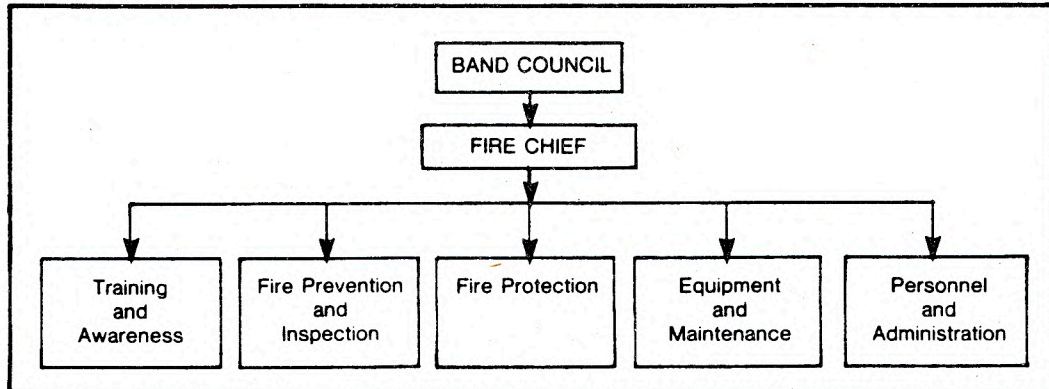 BAND COUNCIL
FIRE CHIEF
Training
and
Awareness
Fire Prevention
and
Inspection
Fire Protection
Equipment
and
Maintenance
Personnel
and
Administration